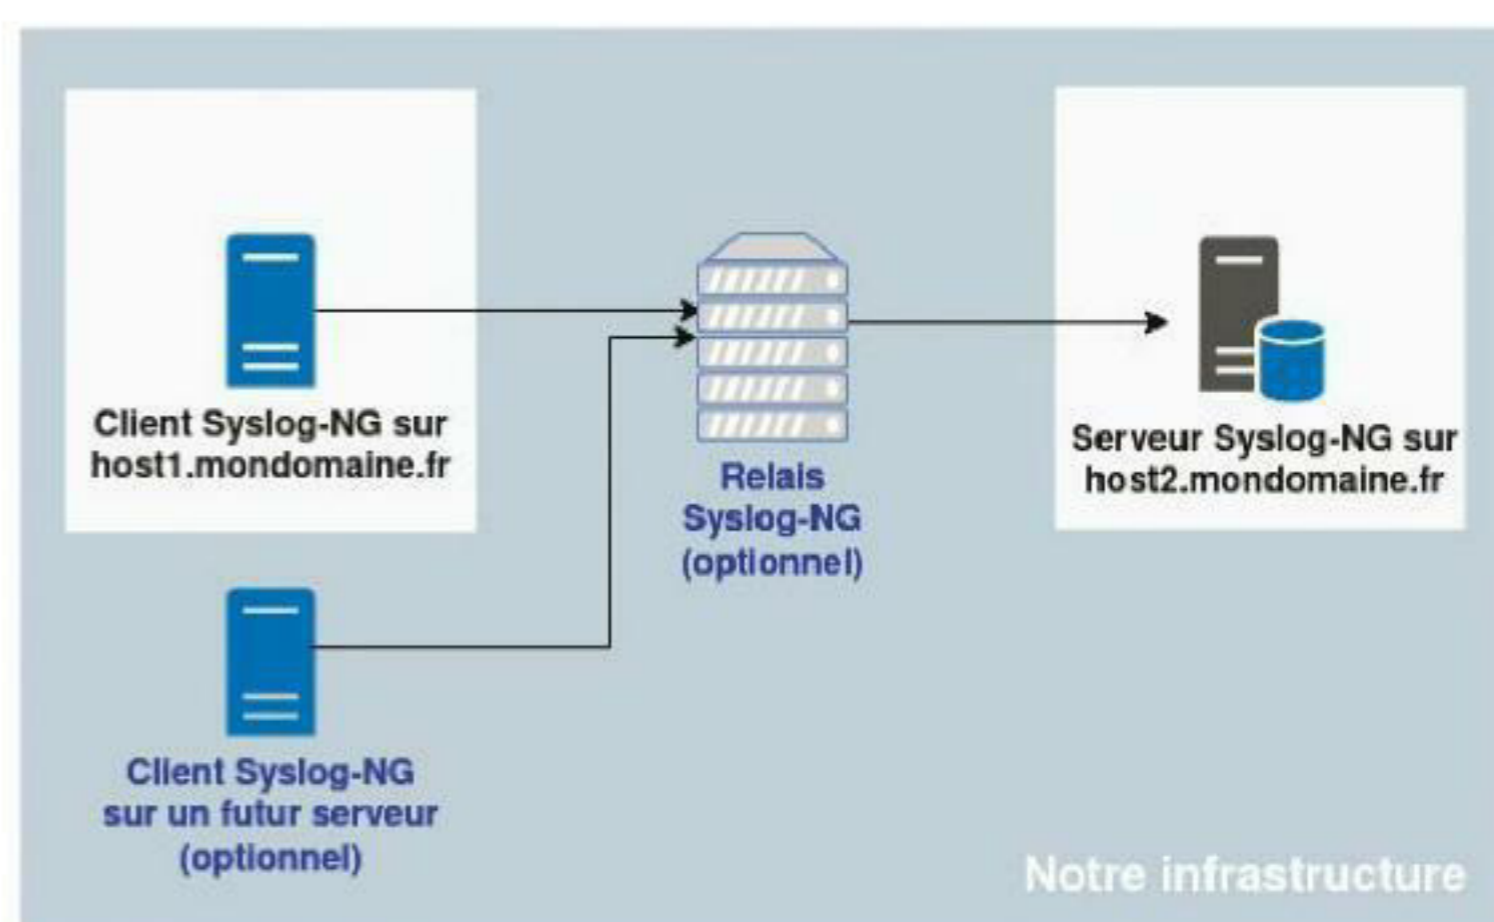 Client Syslog-NG sur
host1.mondomaine.fr
Relais
Syslog-NG
(optionnel)
Serveur Syslog-NG sur
host2.mondomaine.fr
Client Syslog-NG
sur un futur serveur
(optionnel)
Notre infrastructure